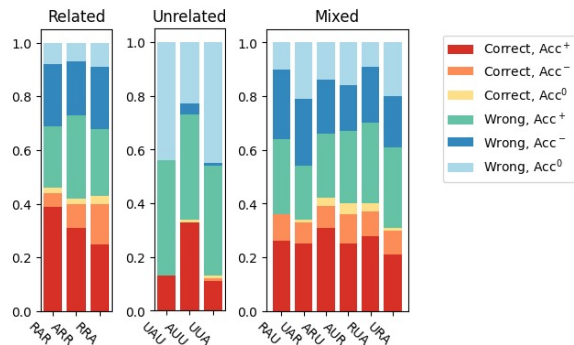 Related
Unrelated
Mixed
1.0
0.8
0.6
0.4
0.2
0.0
RAR
ARR
RRA
1.0
0.8
0.6
0.4
0.2
0.0
UAU
AUU
UUA
1.0
0.8
0.6
0.4
0.2
0.0
RAU
UAR
ARU
AUR
RUA
URA
Correct, Acc⁺
Correct, Acc⁻
Correct, Acc⁰
Wrong, Acc⁺
Wrong, Acc⁻
Wrong, Acc⁰